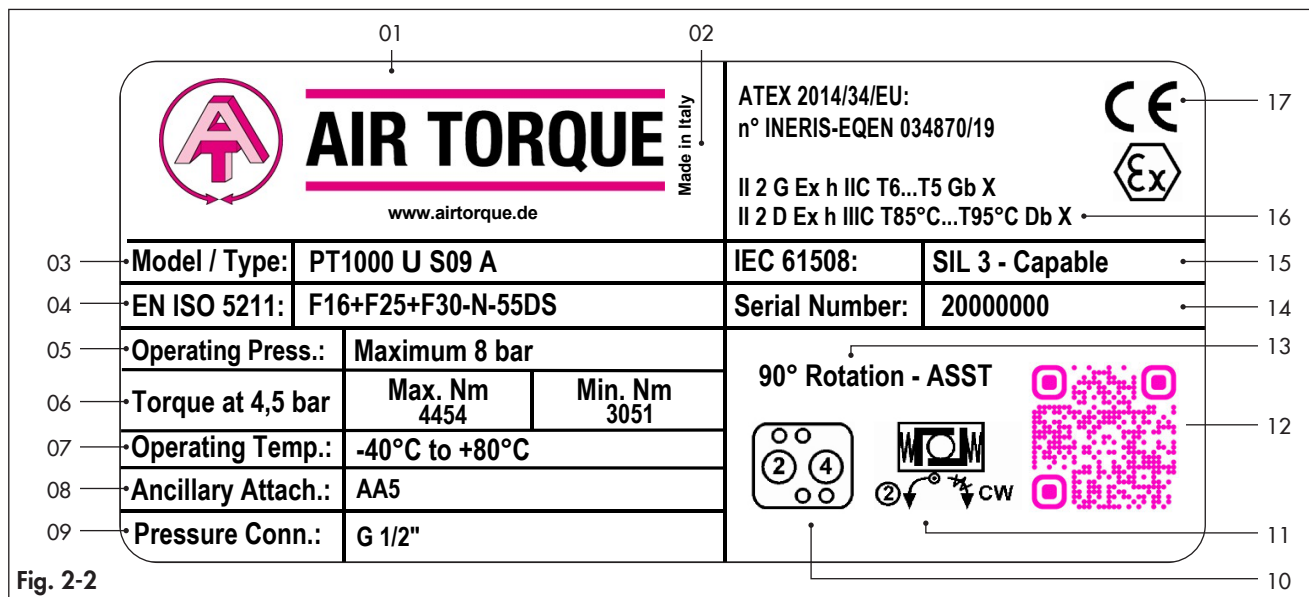 01
02
AT
AIR TORQUE
Made in Italy
www.airtorque.de
ATEX 2014/34/EU:
n° INERIS-EQEN 034870/19
CE
17
Ex
II 2 G Ex h IIC T6...T5 Gb X
II 2 D Ex h IIIC T85°C...T95°C Db X
16
03
Model / Type:
PT1000 U S09 A
IEC 61508:
SIL 3 - Capable
15
04
EN ISO 5211:
F16+F25+F30-N-55DS
Serial Number:
20000000
14
05
Operating Press.:
Maximum 8 bar
13
06
Torque at 4,5 bar
Max. Nm
4454
Min. Nm
3051
90° Rotation - ASST
12
07
Operating Temp.:
-40°C to +80°C
2 4
2 CW
08
Ancillary Attach.:
AA5
09
Pressure Conn.:
G 1/2"
11
10
Fig. 2-2